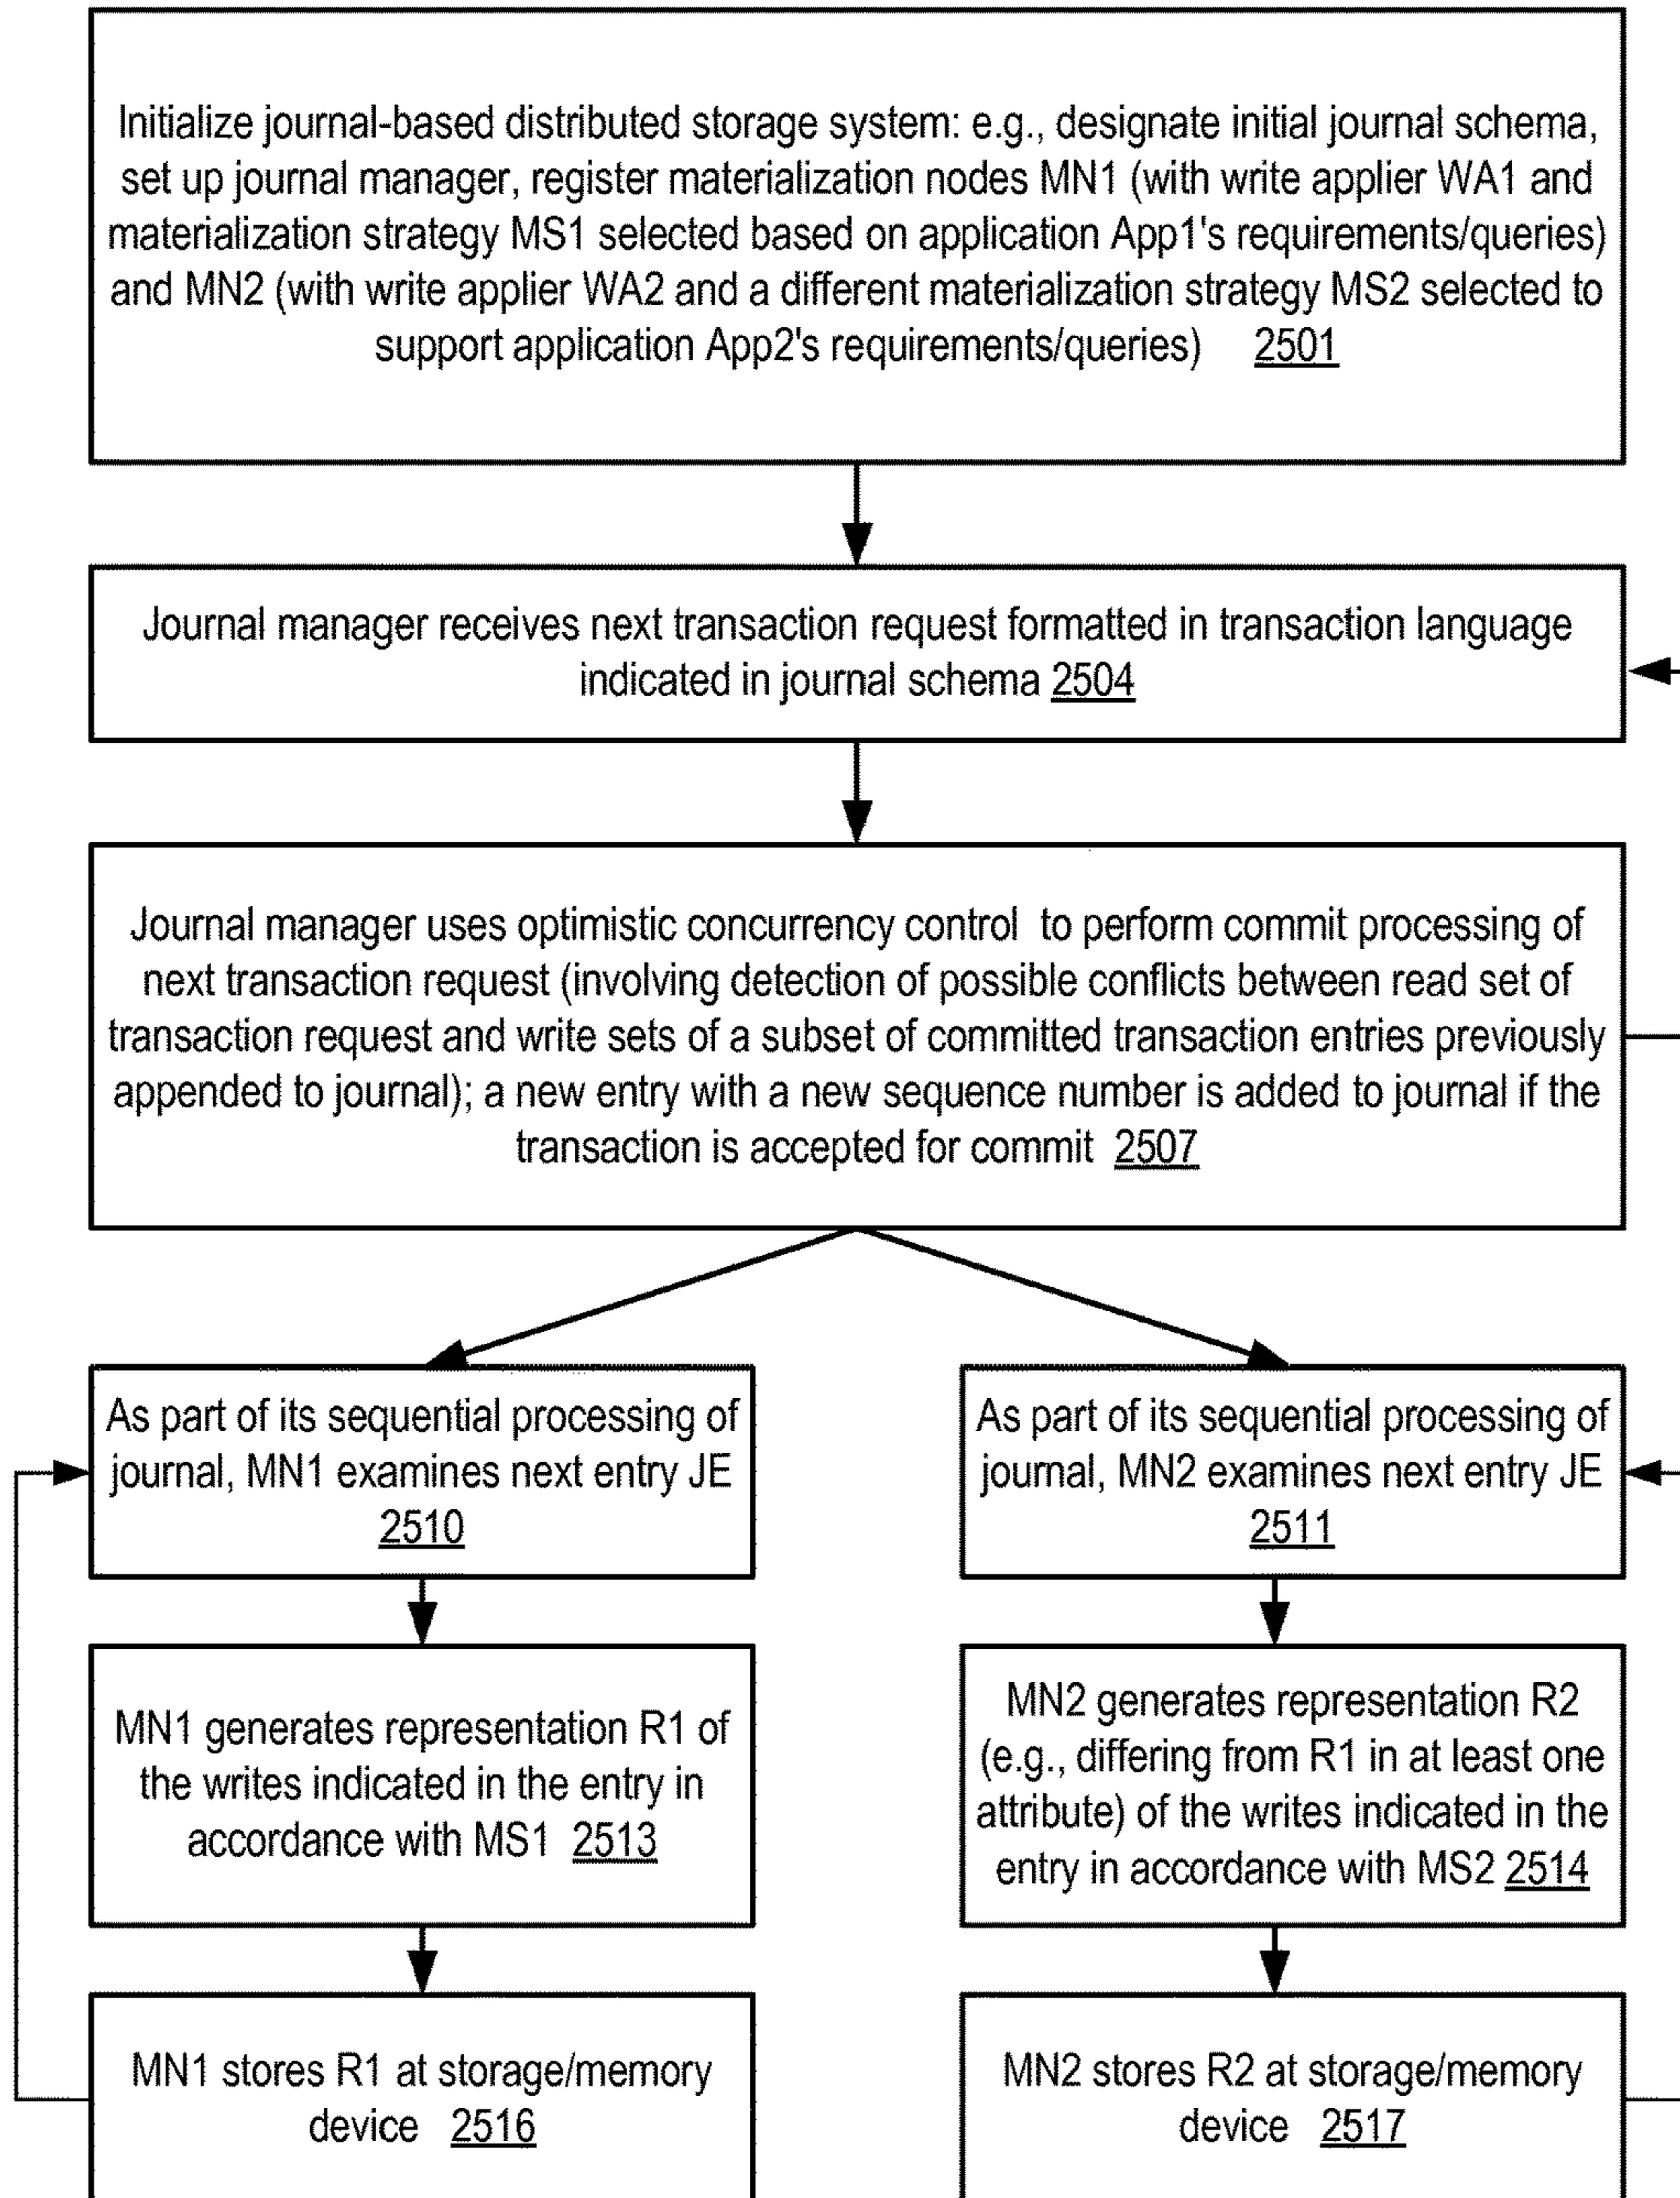 Initialize journal-based distributed storage system: e.g., designate initial journal schema,
set up journal manager, register materialization nodes MN1 (with write applier WA1 and
materialization strategy MS1 selected based on application App1's requirements/queries)
and MN2 (with write applier WA2 and a different materialization strategy MS2 selected to
support application App2's requirements/queries) 2501
Journal manager receives next transaction request formatted in transaction language
indicated in journal schema 2504
Journal manager uses optimistic concurrency control to perform commit processing of
next transaction request (involving detection of possible conflicts between read set of
transaction request and write sets of a subset of committed transaction entries previously
appended to journal); a new entry with a new sequence number is added to journal if the
transaction is accepted for commit 2507
As part of its sequential processing of
journal, MN1 examines next entry JE
2510
As part of its sequential processing of
journal, MN2 examines next entry JE
2511
MN1 generates representation R1 of
the writes indicated in the entry in
accordance with MS1 2513
MN2 generates representation R2
(e.g., differing from R1 in at least one
attribute) of the writes indicated in the
entry in accordance with MS2 2514
MN1 stores R1 at storage/memory
device 2516
MN2 stores R2 at storage/memory
device 2517